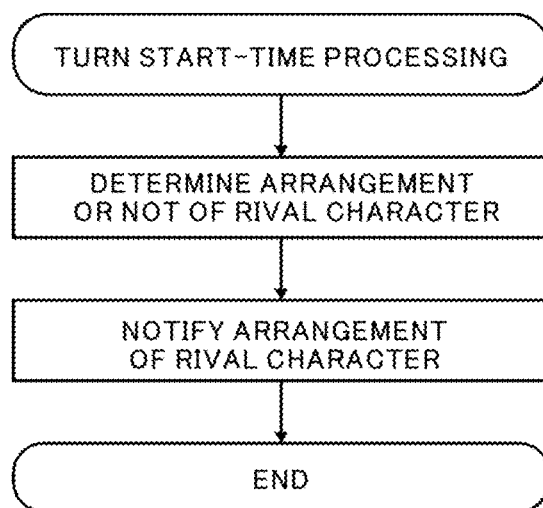 TURN START-TIME PROCESSING
DETERMINE ARRANGEMENT
OR NOT OF RIVAL CHARACTER
NOTIFY ARRANGEMENT
OF RIVAL CHARACTER
END